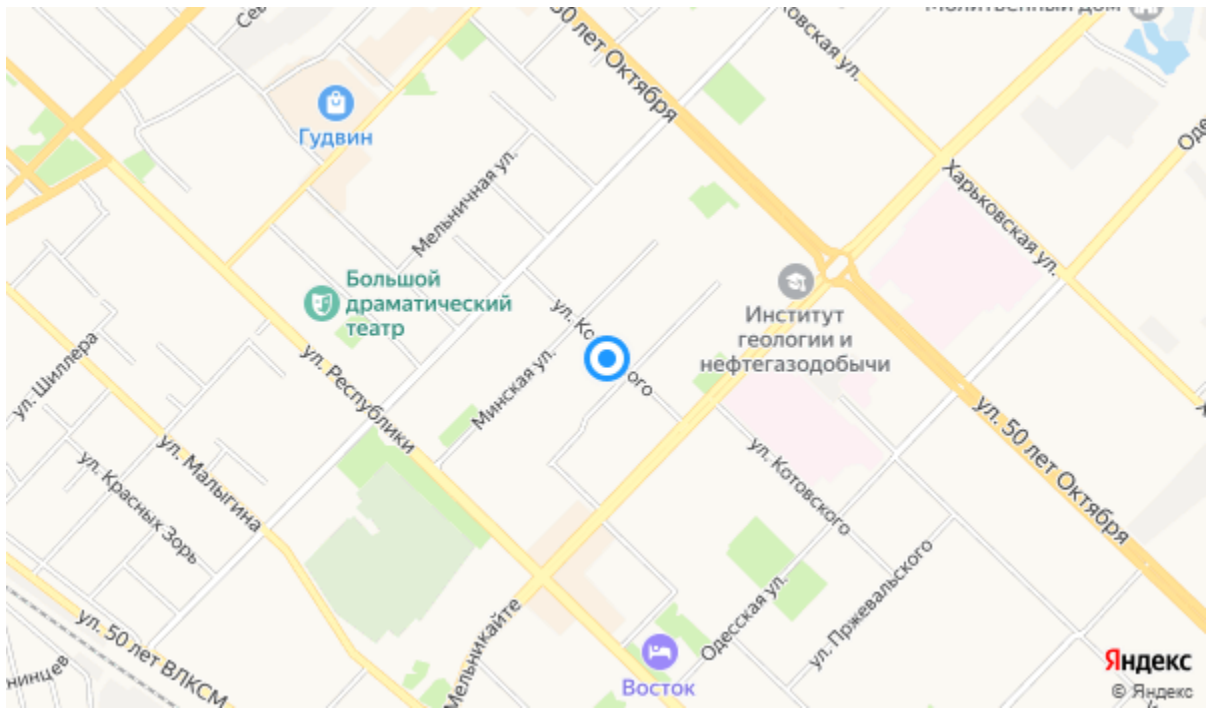 Молитвенный дом
ул. 50 лет Октября
Гудвин
Мельничная ул.
Харьковская ул.
Большой
драматический
театр
Институт
геологии и
нефтегазодобычи
ул. Шиллера
ул. Республики
Минская ул.
ул. Малыгина
ул. Красных Зорь
ул. Котовского
ул. 50 лет Октября
ул. Пржевальского
Одесская ул.
Мельникайте
ул. 50 лет ВЛКСМ
Восток
Яндекс
© Яндекс